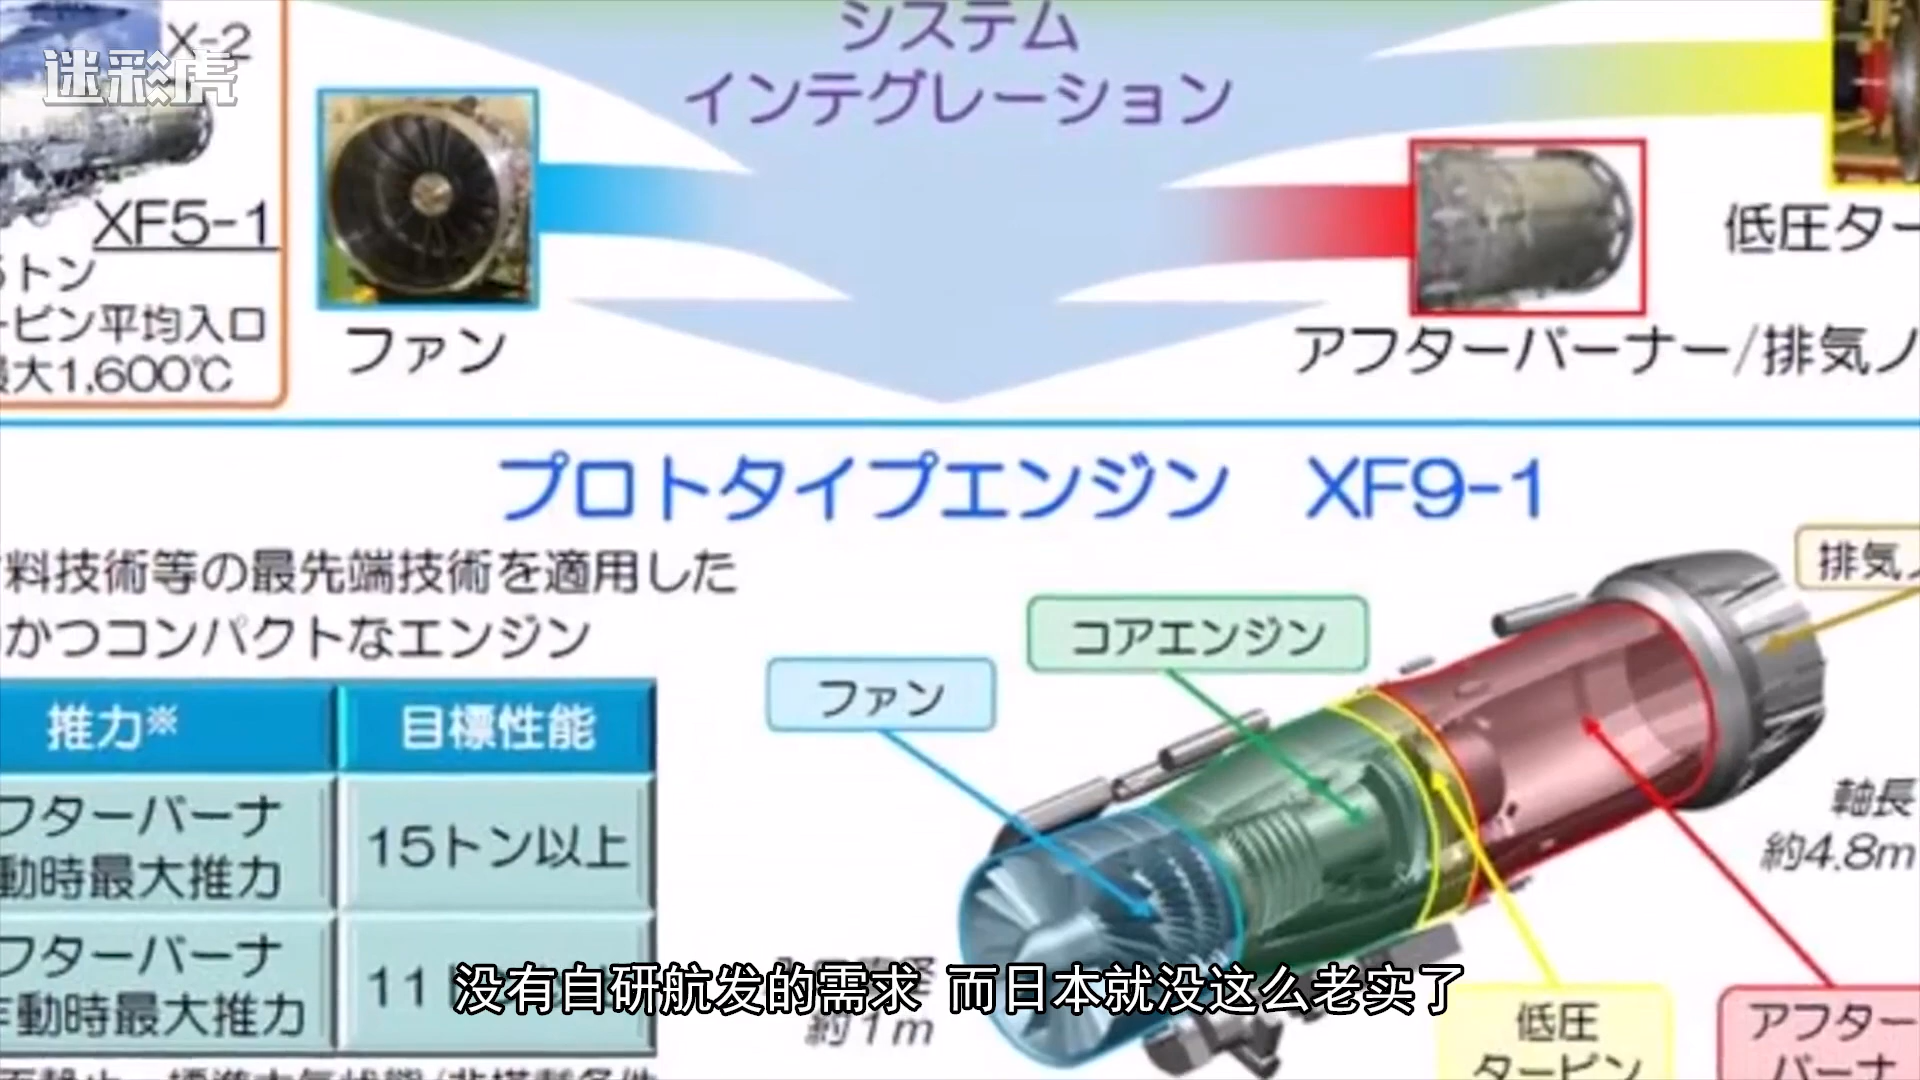 迷彩虎
X-2
XF5-1
トン
ービン平均入口
最大1,600℃
ファン
システム
インテグレーション
低圧ター
アフターバーナー/排気ノ
プロトタイプエンジン XF9-1
料技術等の最先端技術を適用した
かつコンパクトなエンジン
推力※ 目標性能
フターバーナ
動時最大推力
15トン以上
フターバーナ
動時最大推力
11
ファン
コアエンジン
排気ノ
軸長
約4.8m
約1m
低圧
タービン
アフター
バーナ
没有自研航发的需求 而日本就没这么老实了